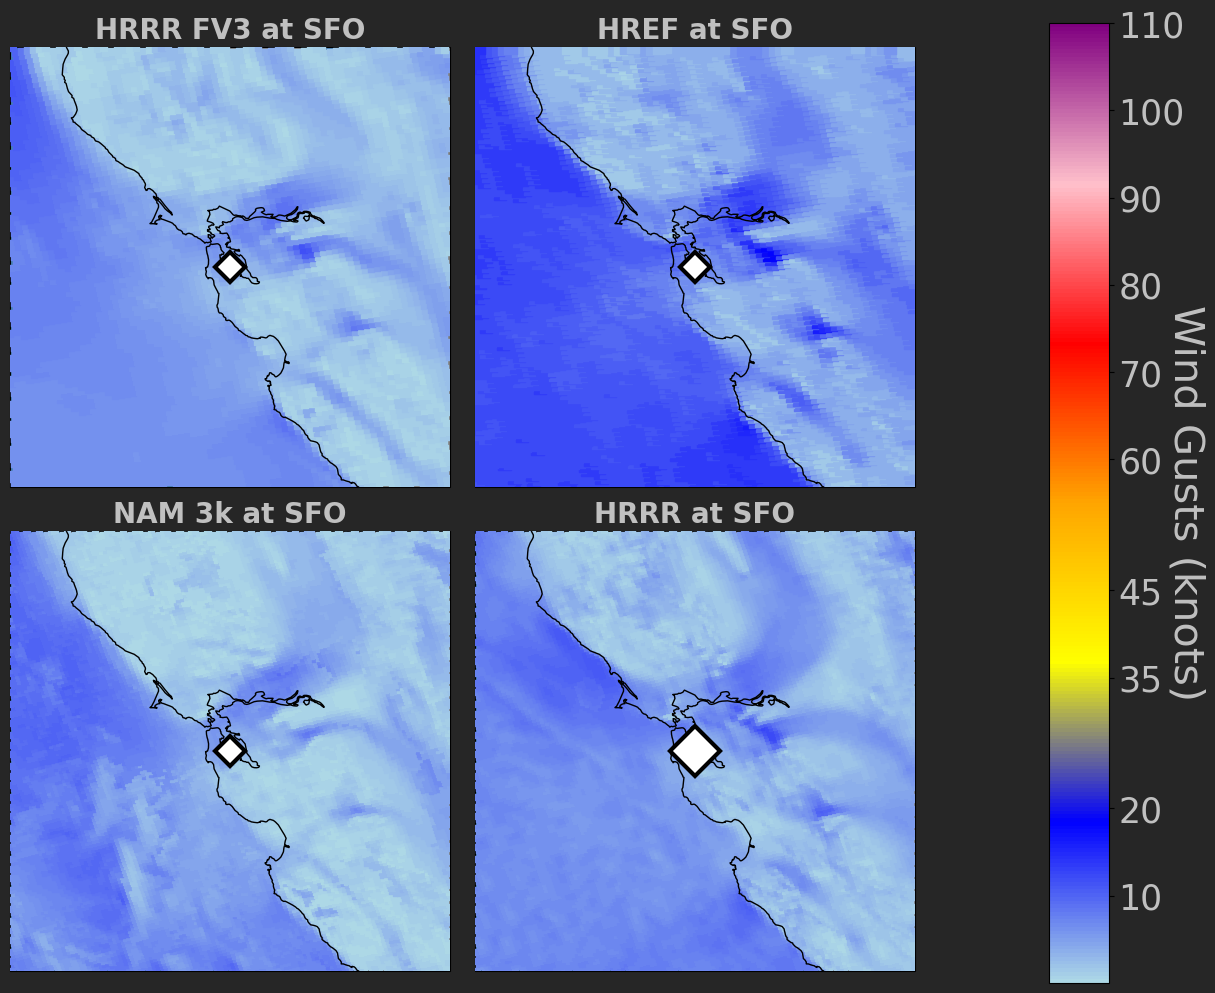 HRRR FV3 at SFO
HREF at SFO
NAM 3k at SFO
HRRR at SFO
110
100
90
80
70
60
45
35
20
10
Wind Gusts (knots)